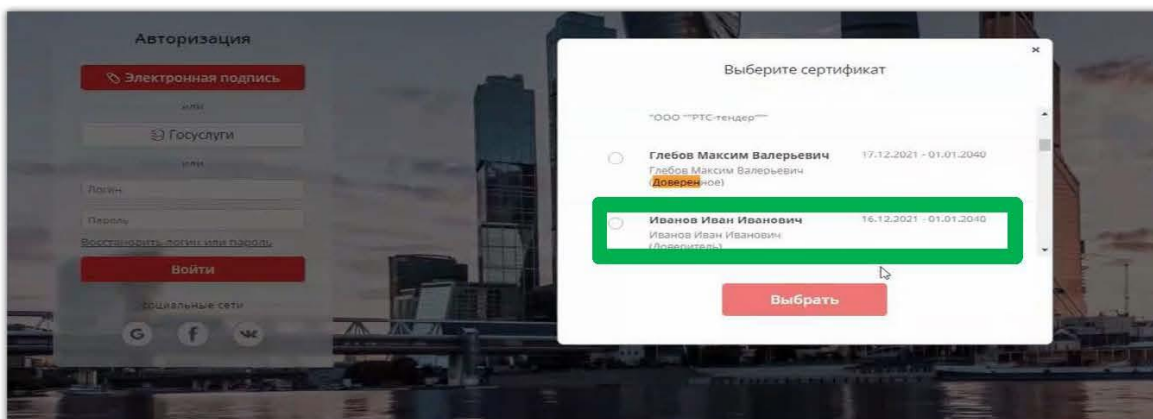 Авторизация
Электронная подпись
или
Госуслуги
или
Логин
Пароль
Восстановить логин или пароль
Войти
социальные сети
G f
Выберите сертификат
×
"ООО ""РТС-тендер"""
Глебов Максим Валерьевич 17.12.2021 - 01.01.2040
Глебов Максим Валерьевич
(Доверенное)
Иванов Иван Иванович 16.12.2021 - 01.01.2040
Иванов Иван Иванович
(Доверитель)
Выбрать